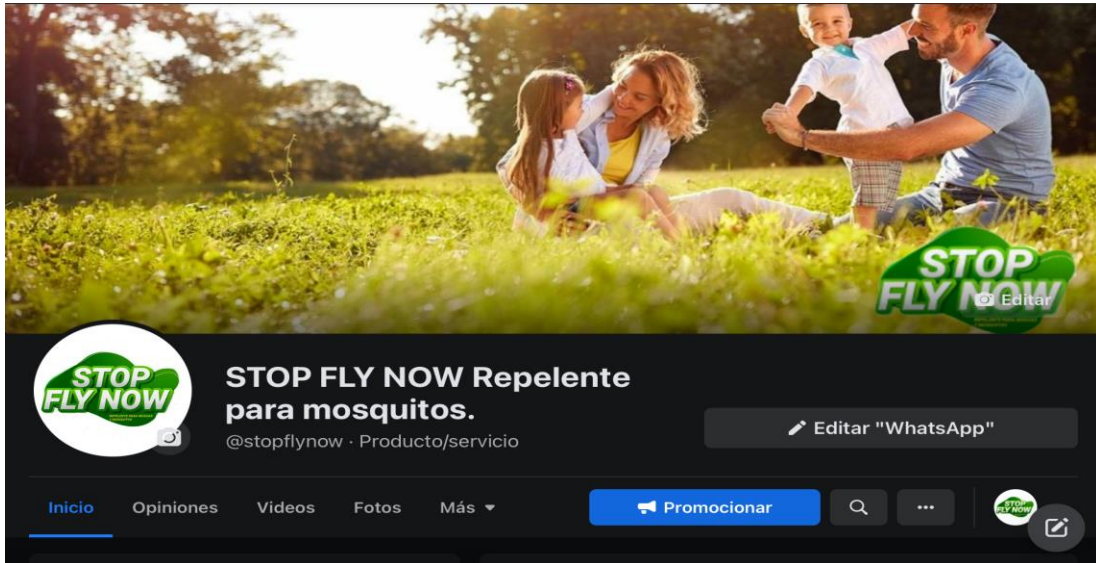 STOP
FLY NOW
Editar
STOP
FLY NOW
STOP FLY NOW Repelente
para mosquitos.
@stopflynow · Producto/servicio
Editar "WhatsApp"
Inicio Opiniones Videos Fotos Más
Promocionar
STOP
FLY NOW